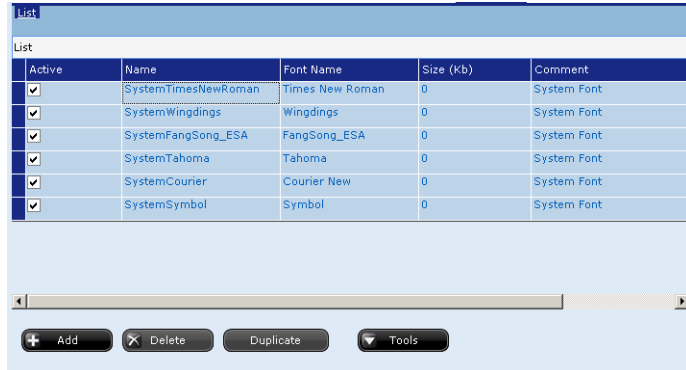 List
List
Active Name Font Name Size (Kb) Comment
SystemTimesNewRoman Times New Roman 0 System Font
SystemWingdings Wingdings 0 System Font
SystemFangSong_ESA FangSong_ESA 0 System Font
SystemTahoma Tahoma 0 System Font
SystemCourier Courier New 0 System Font
SystemSymbol Symbol 0 System Font
Add Delete Duplicate Tools